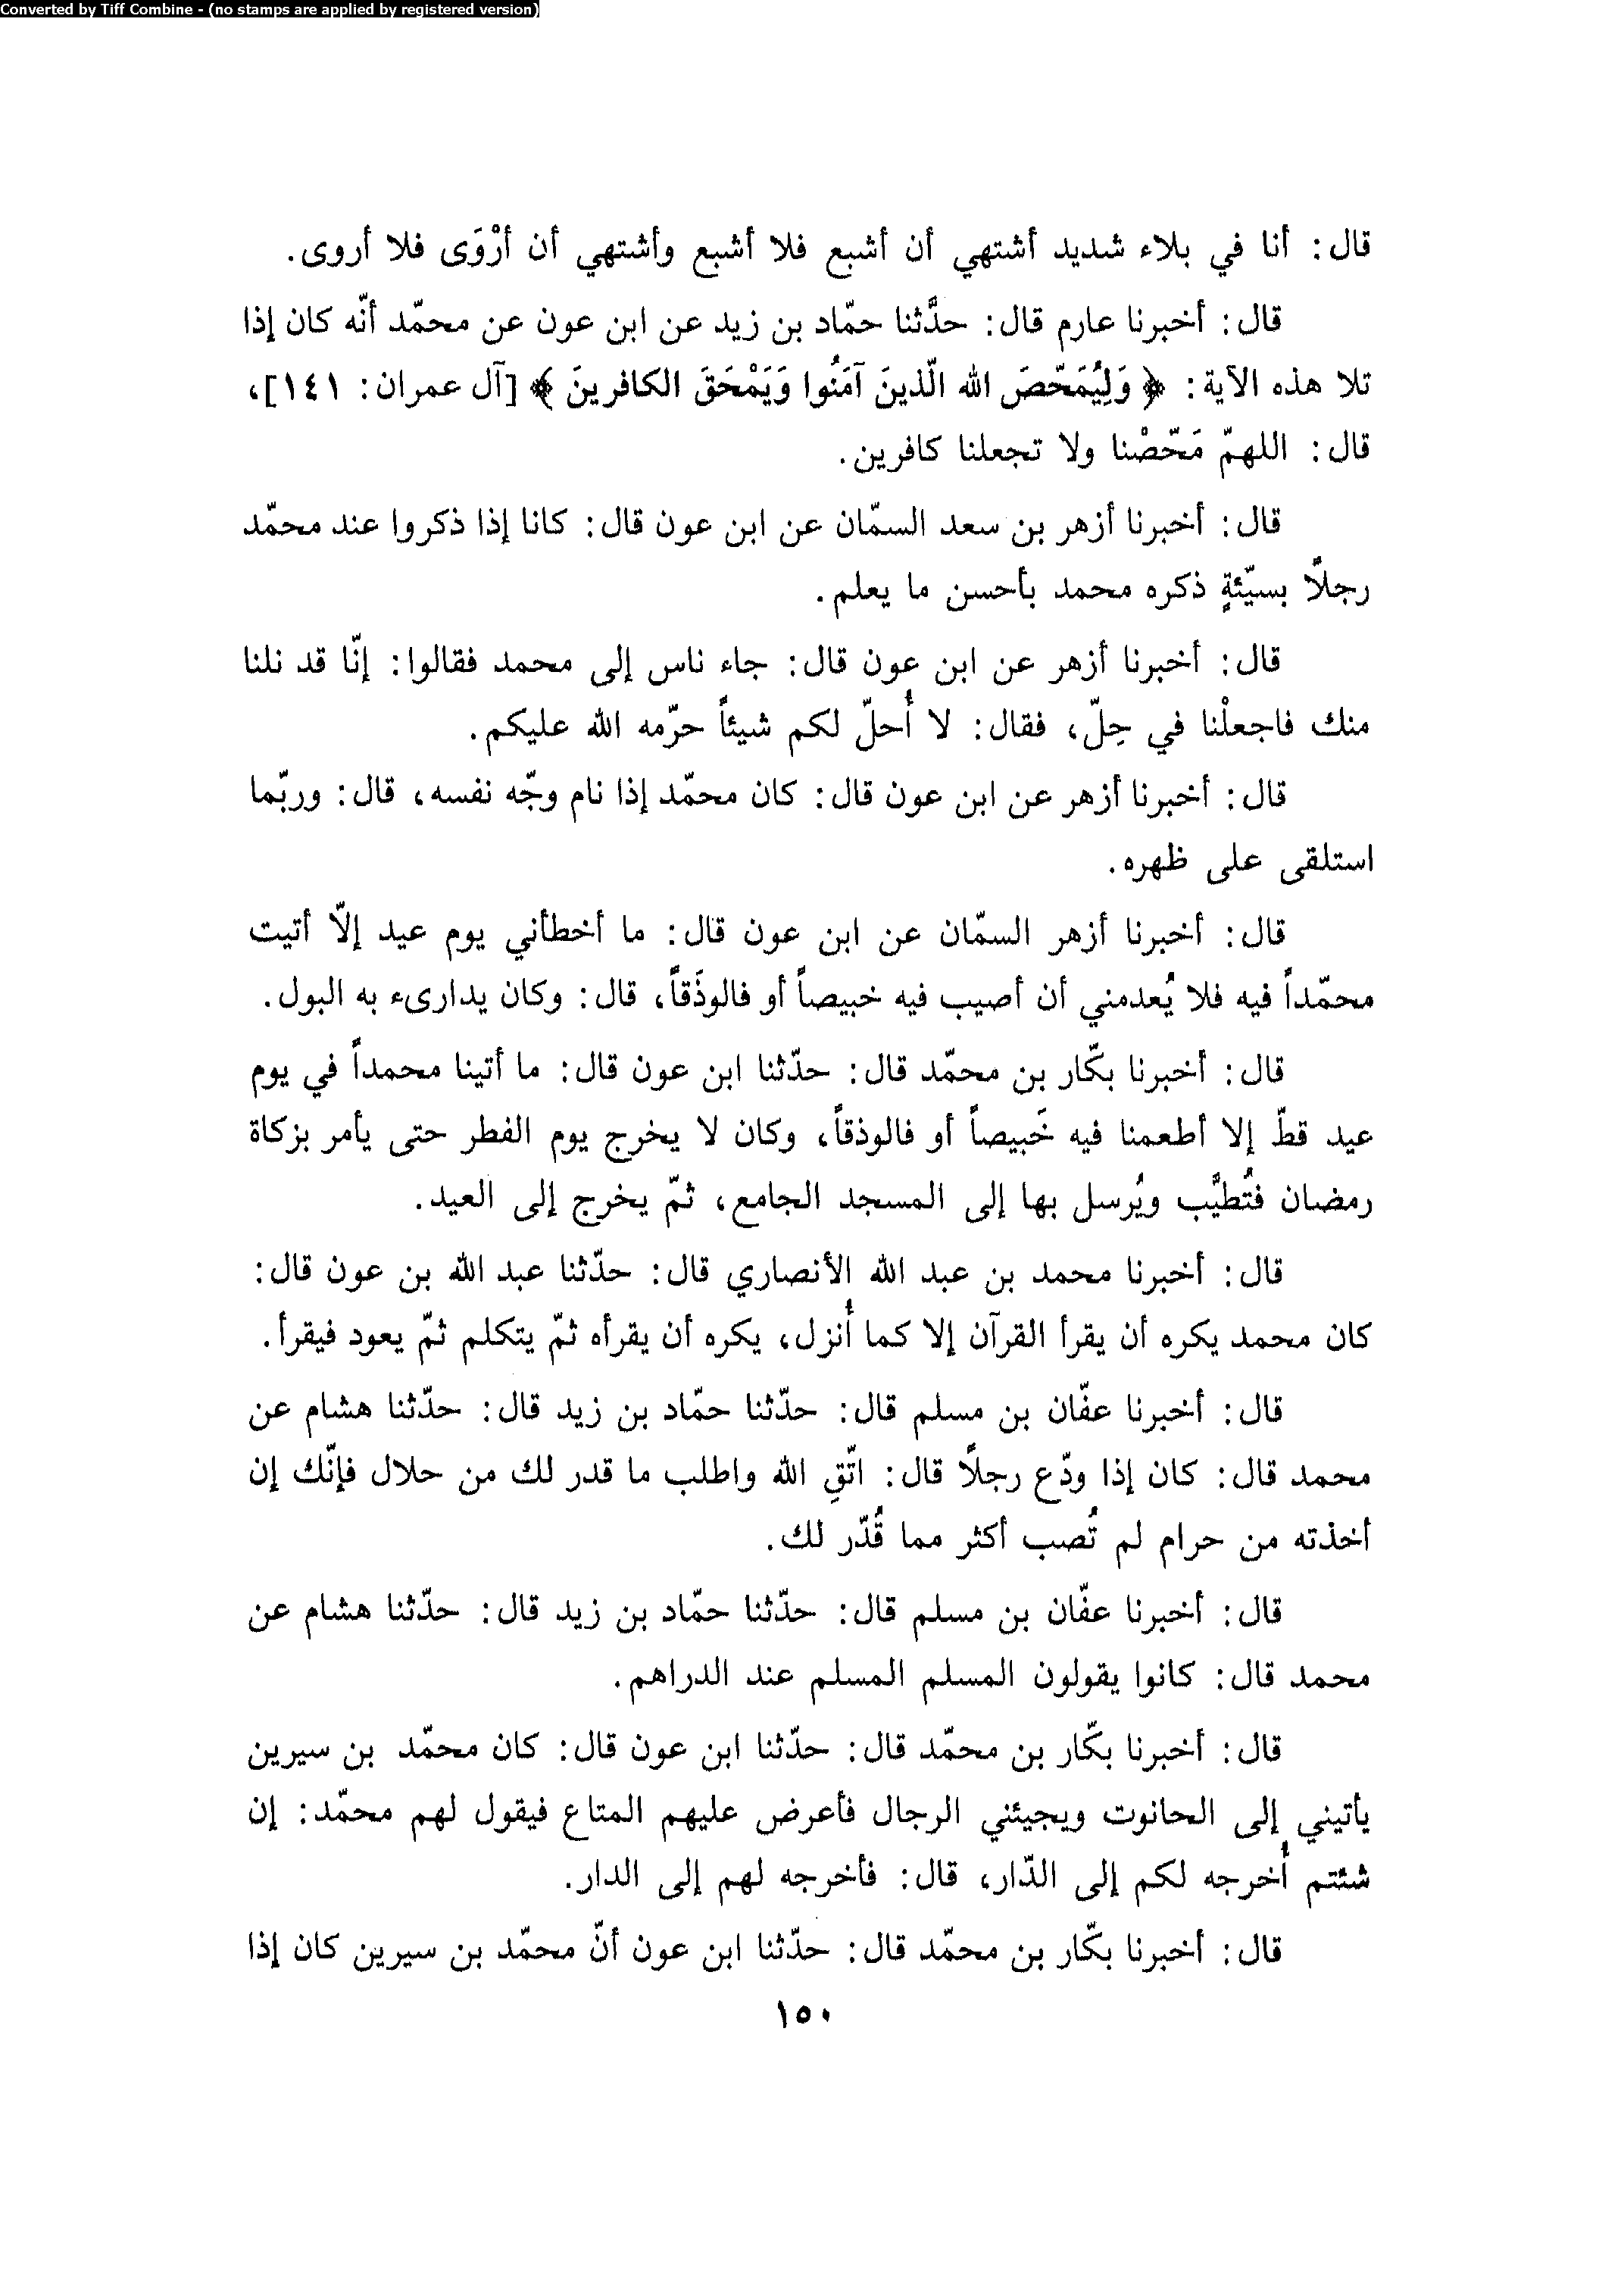 Converted by Tiff Combine - (no stamps are applied by registered version)
قال: أنا في بلاء شديد أشتهي أن أشبع فلا أشبع وأشتهي أن أرْوَى فلا أروى.
قال: أخبرنا عارم قال: حدَّثنا حمّاد بن زيد عن ابن عون عن محمّد أنّه كان إذا
تلا هذه الآية: ﴿وَلِيُمَحّصَ الله الّذينَ آمَنُوا وَيَمْحَقَ الكافرينَ﴾ [آل عمران: ١٤١]،
قال: اللهمّ مَحّصْنا ولا تجعلنا كافرين.
قال: أخبرنا أزهر بن سعد السمّان عن ابن عون قال: كانا إذا ذكروا عند محمّد
رجلاً بسيّئةٍ ذكره محمد بأحسن ما يعلم.
قال: أخبرنا أزهر عن ابن عون قال: جاء ناس إلى محمد فقالوا: إنّا قد نلنا
منك فاجعلْنا في حِلّ، فقال: لا أُحلّ لكم شيئاً حرّمه الله عليكم.
قال: أخبرنا أزهر عن ابن عون قال: كان محمّد إذا نام وجّه نفسه، قال: وربّما
استلقى على ظهره.
قال: أخبرنا أزهر السمّان عن ابن عون قال: ما أخطأني يوم عيد إلّا أتيت
محمّداً فيه فلا يُعدمني أن أصيب فيه خبيصاً أو فالوذَقاً، قال: وكان يدارىء به البول.
قال: أخبرنا بكّار بن محمّد قال: حدّثنا ابن عون قال: ما أتينا محمداً في يوم
عيد قطّ إلا أطعمنا فيه خَبيصاً أو فالوذقاً، وكان لا يخرج يوم الفطر حتى يأمر بزكاة
رمضان فتُطيَّب ويُرسل بها إلى المسجد الجامع، ثمّ يخرج إلى العيد.
قال: أخبرنا محمد بن عبد الله الأنصاري قال: حدّثنا عبد الله بن عون قال:
كان محمد يكره أن يقرأ القرآن إلا كما أُنزل، يكره أن يقرأه ثمّ يتكلم ثمّ يعود فيقرأ.
قال: أخبرنا عفّان بن مسلم قال: حدّثنا حمّاد بن زيد قال: حدّثنا هشام عن
محمد قال: كان إذا ودّع رجلاً قال: اتّقِ الله واطلب ما قدر لك من حلال فإنّك إن
أخذته من حرام لم تُصب أكثر مما قُدّر لك.
قال: أخبرنا عفّان بن مسلم قال: حدّثنا حمّاد بن زيد قال: حدّثنا هشام عن
محمد قال: كانوا يقولون المسلم المسلم عند الدراهم.
قال: أخبرنا بكّار بن محمّد قال: حدّثنا ابن عون قال: كان محمّد بن سيرين
يأتيني إلى الحانوت ويجيئني الرجال فأعرض عليهم المتاع فيقول لهم محمّد: إن
شئتم أُخرجه لكم إلى الدّار، قال: فأخرجه لهم إلى الدار.
قال: أخبرنا بكّار بن محمّد قال: حدّثنا ابن عون أنّ محمّد بن سيرين كان إذا
١٥٠